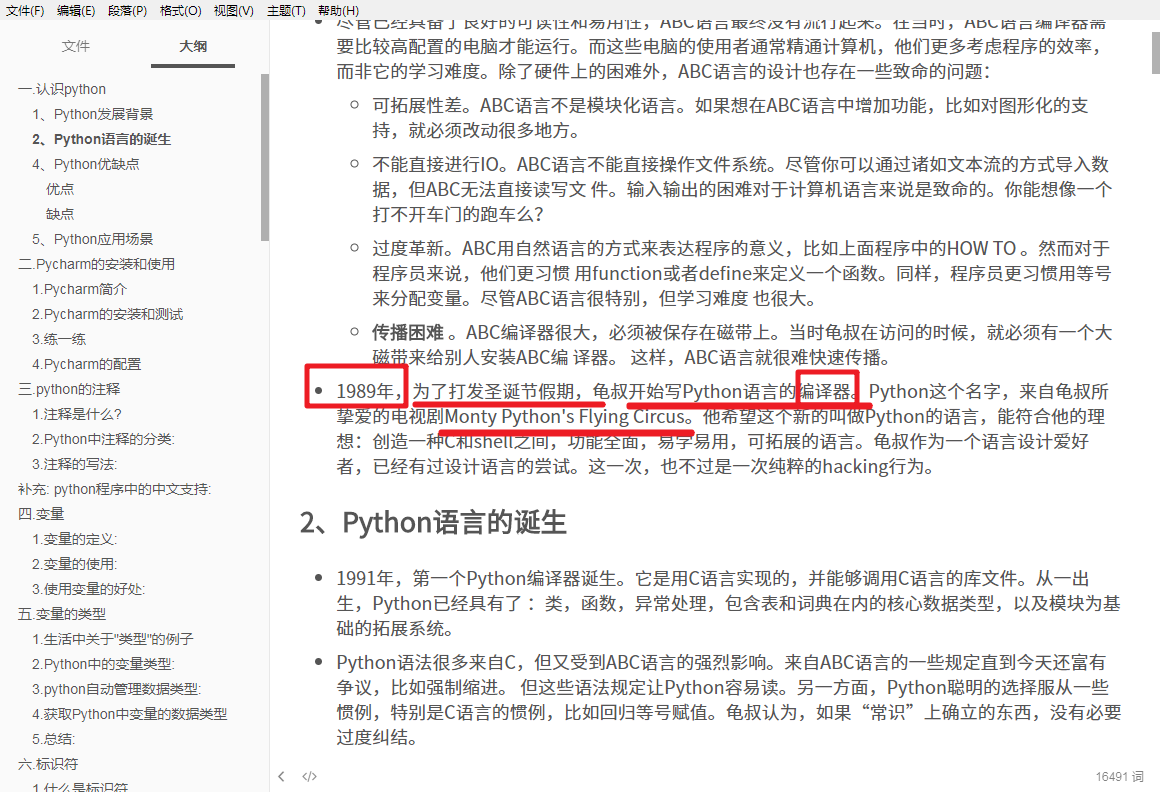 文件(F) 编辑(E) 段落(P) 格式(O) 视图(V) 主题(T) 帮助(H)
文件 大纲
一.认识python
1、Python发展背景
2、Python语言的诞生
4、Python优缺点
优点
缺点
5、Python应用场景
二.Pycharm的安装和使用
1.Pycharm简介
2.Pycharm的安装和测试
3.练一练
4.Pycharm的配置
三.python的注释
1.注释是什么?
2.Python中注释的分类:
3.注释的写法:
补充: python程序中的中文支持:
四.变量
1.变量的定义:
2.变量的使用:
3.使用变量的好处:
五.变量的类型
1.生活中关于"类型"的例子
2.Python中的变量类型:
3.python自动管理数据类型:
4.获取Python中变量的数据类型
5.总结:
六.标识符
1.什么是标识符
尽管已经具备了良好的可读性和易用性，ABC语言最终没有流行起来。在当时，ABC语言编译器需
要比较高配置的电脑才能运行。而这些电脑的使用者通常精通计算机，他们更多考虑程序的效率，
而非它的学习难度。除了硬件上的困难外，ABC语言的设计也存在一些致命的问题：
可拓展性差。ABC语言不是模块化语言。如果想在ABC语言中增加功能，比如对图形化的支
持，就必须改动很多地方。
不能直接进行IO。ABC语言不能直接操作文件系统。尽管你可以通过诸如文本流的方式导入数
据，但ABC无法直接读写文 件。输入输出的困难对于计算机语言来说是致命的。你能想像一个
打不开车门的跑车么？
过度革新。ABC用自然语言的方式来表达程序的意义，比如上面程序中的HOW TO 。然而对于
程序员来说，他们更习惯 用function或者define来定义一个函数。同样，程序员更习惯用等号
来分配变量。尽管ABC语言很特别，但学习难度 也很大。
传播困难 。ABC编译器很大，必须被保存在磁带上。当时龟叔在访问的时候，就必须有一个大
磁带来给别人安装ABC编 译器。 这样，ABC语言就很难快速传播。
1989年，为了打发圣诞节假期，龟叔开始写Python语言的编译器。Python这个名字，来自龟叔所
挚爱的电视剧Monty Python's Flying Circus。他希望这个新的叫做Python的语言，能符合他的理
想：创造一种C和shell之间，功能全面，易学易用，可拓展的语言。龟叔作为一个语言设计爱好
者，已经有过设计语言的尝试。这一次，也不过是一次纯粹的hacking行为。
2、Python语言的诞生
1991年，第一个Python编译器诞生。它是用C语言实现的，并能够调用C语言的库文件。从一出
生，Python已经具有了 ：类，函数，异常处理，包含表和词典在内的核心数据类型，以及模块为基
础的拓展系统。
Python语法很多来自C，但又受到ABC语言的强烈影响。来自ABC语言的一些规定直到今天还富有
争议，比如强制缩进。 但这些语法规定让Python容易读。另一方面，Python聪明的选择服从一些
惯例，特别是C语言的惯例，比如回归等号赋值。龟叔认为，如果“常识”上确立的东西，没有必要
过度纠结。
16491 词